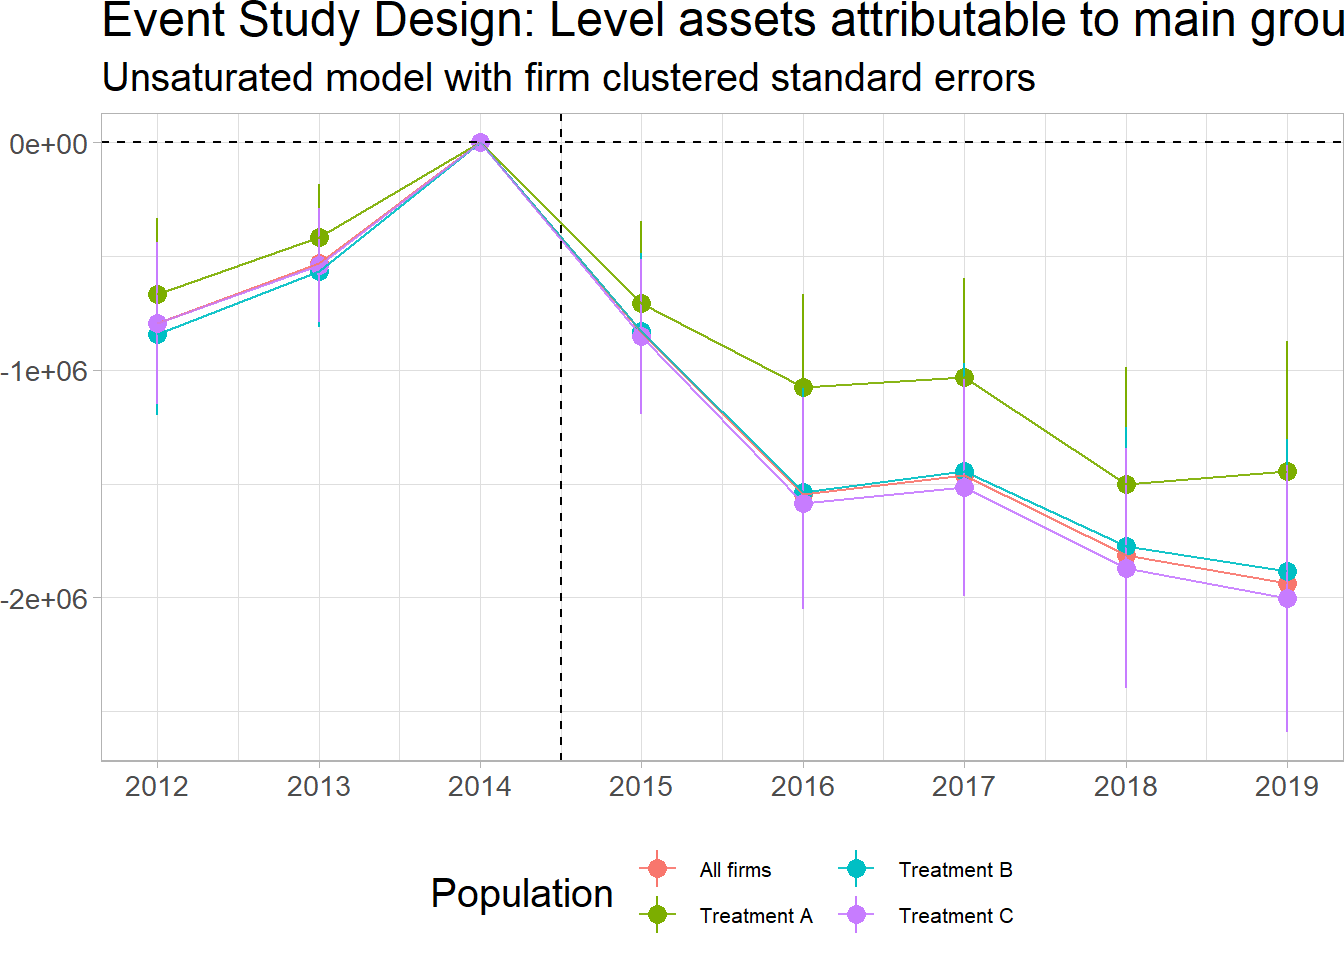 Event Study Design: Level assets attributable to main grou
Unsaturated model with firm clustered standard errors
0e+00
-1e+06
-2e+06
2012 2013 2014 2015 2016 2017 2018 2019
Population
All firms
Treatment B
Treatment A
Treatment C